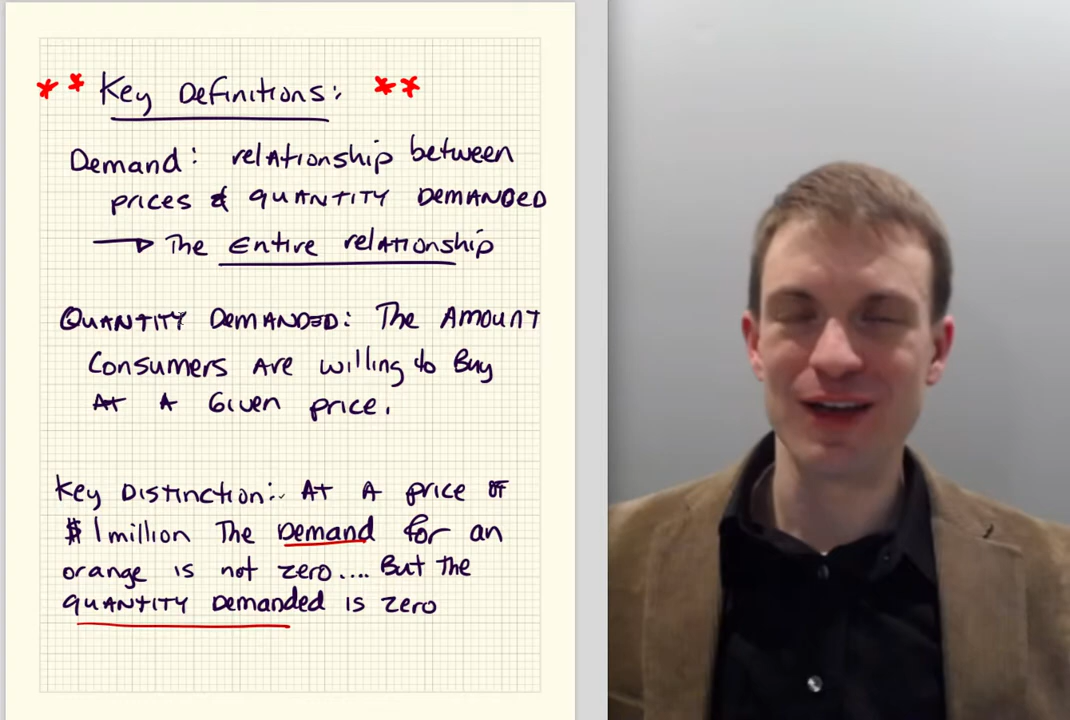 ** Key Definitions: **
Demand: relationship between
prices & QUANTITY DEMANDED
→ The Entire relationship
QUANTITY DEMANDED: The AMOUNT
Consumers Are willing to Buy
At A Given price.
Key Distinction: At A price of
$1 million The Demand for an
orange is not zero.... But the
QUANTITY Demanded is zero